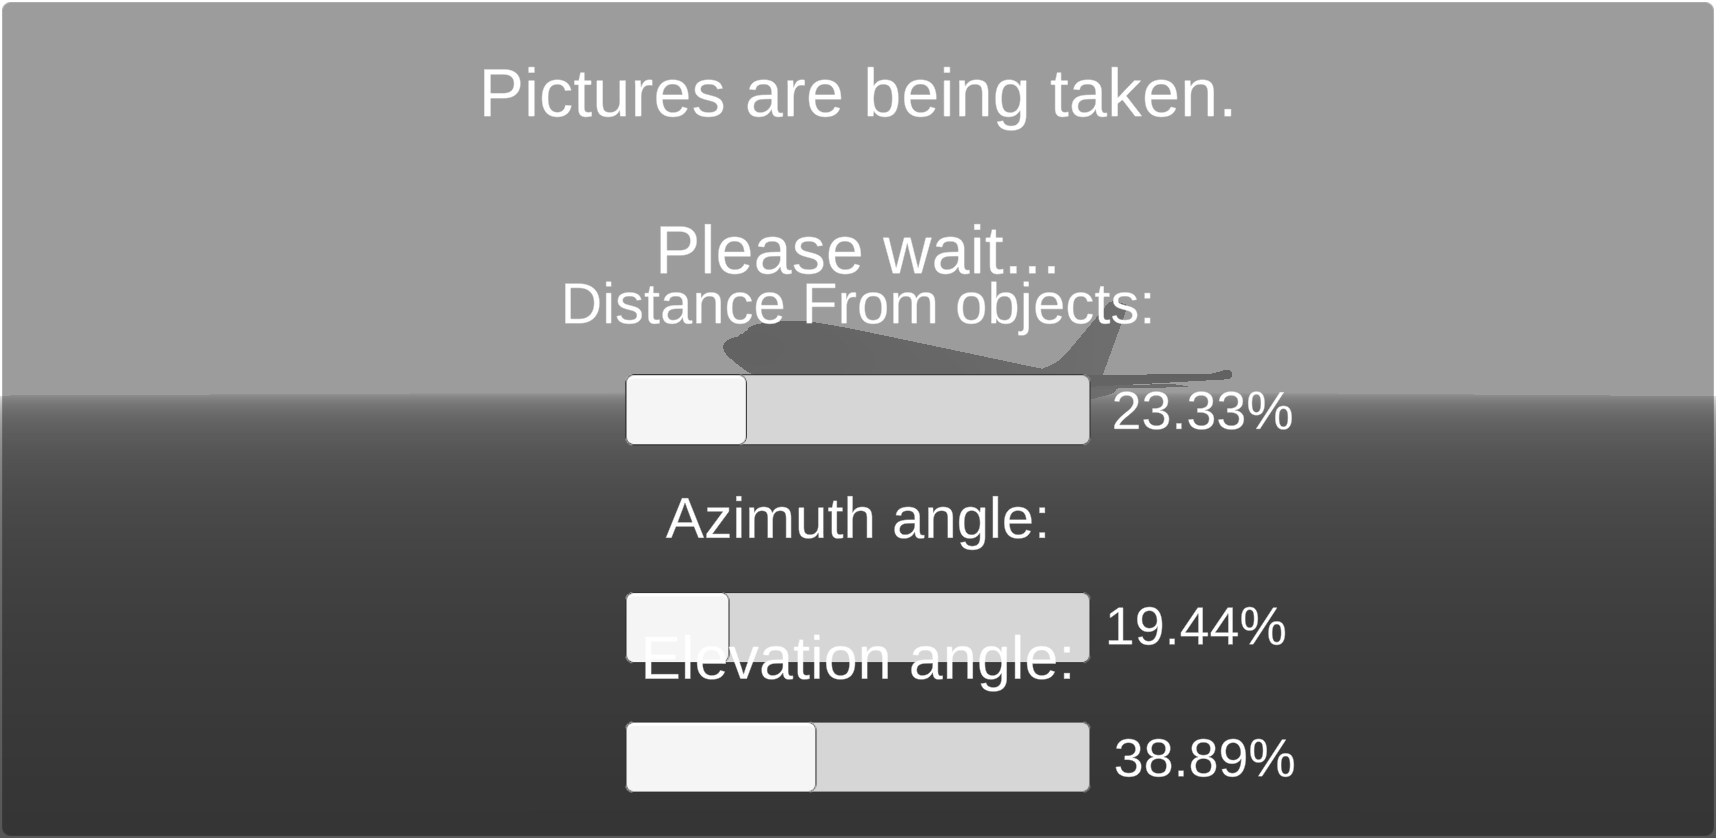 Pictures are being taken.
Please wait...
Distance From objects:
23.33%
Azimuth angle:
19.44%
Elevation angle:
38.89%